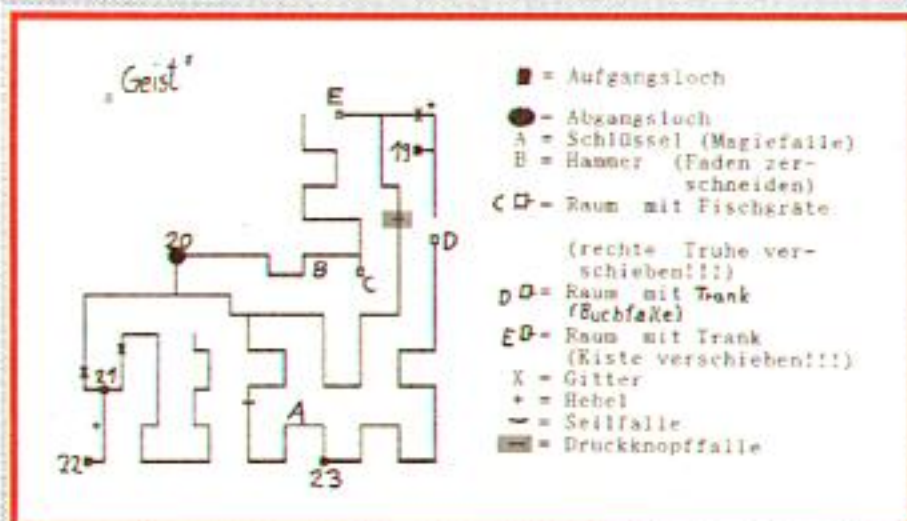 „Geist"
E
+
19
D
20
B
C
21
A
+
22
23
■ = Aufgangsloch
● = Abgangsloch
A = Schlüssel (Magiefalle)
B = Hammer (Faden zer-
schneiden)
C □ = Raum mit Fischgräte
(rechte Truhe ver-
schieben!!!)
D □ = Raum mit Trank
(Buchfalle)
E □ = Raum mit Trank
(Kiste verschieben!!!)
X = Gitter
+ = Hebel
— = Seilfalle
= Druckknopffalle